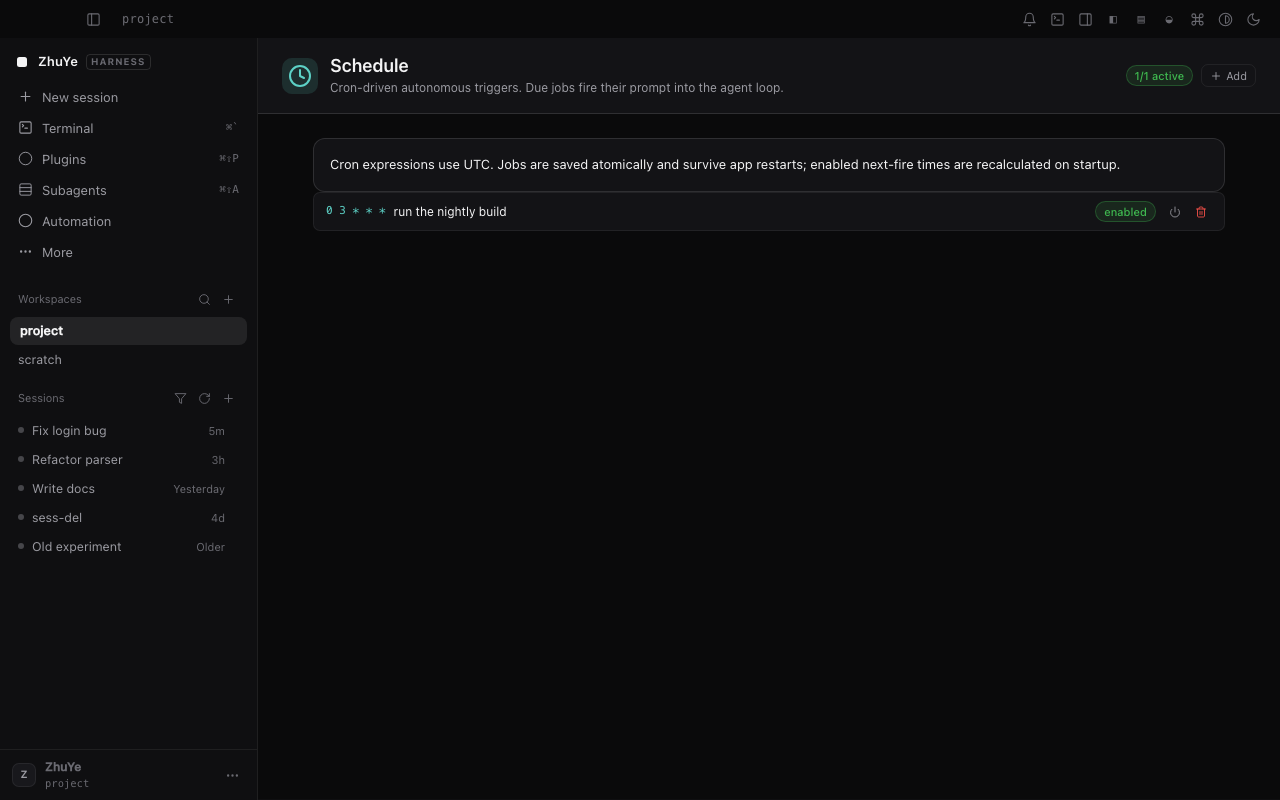 project
ZhuYe HARNESS
New session
Terminal ⌘`
Plugins ⌘⇧P
Subagents ⌘⇧A
Automation
More
Workspaces
project
scratch
Sessions
Fix login bug 5m
Refactor parser 3h
Write docs Yesterday
sess-del 4d
Old experiment Older
Z
ZhuYe
project
Schedule
Cron-driven autonomous triggers. Due jobs fire their prompt into the agent loop.
1/1 active
Add
Cron expressions use UTC. Jobs are saved atomically and survive app restarts; enabled next-fire times are recalculated on startup.
0 3 * * * run the nightly build enabled